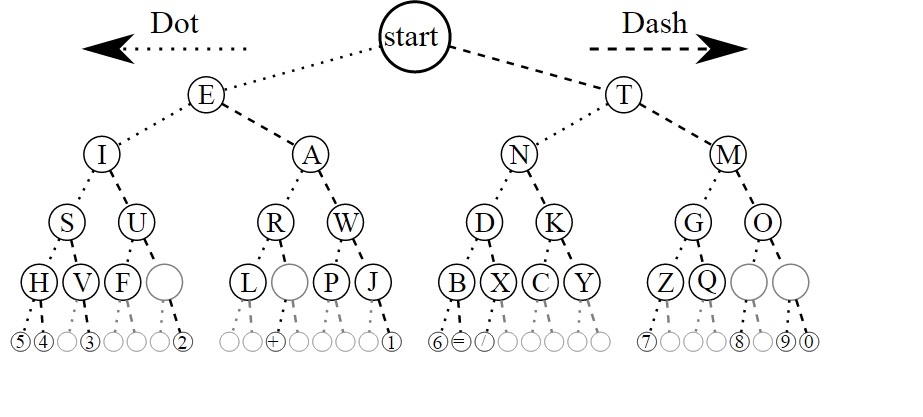 Dot
Dash
start
E T
I A N M
S U R W D K G O
H V F L P J B X C Y Z Q
5 4 3 2 + 1 6 = / 7 8 9 0